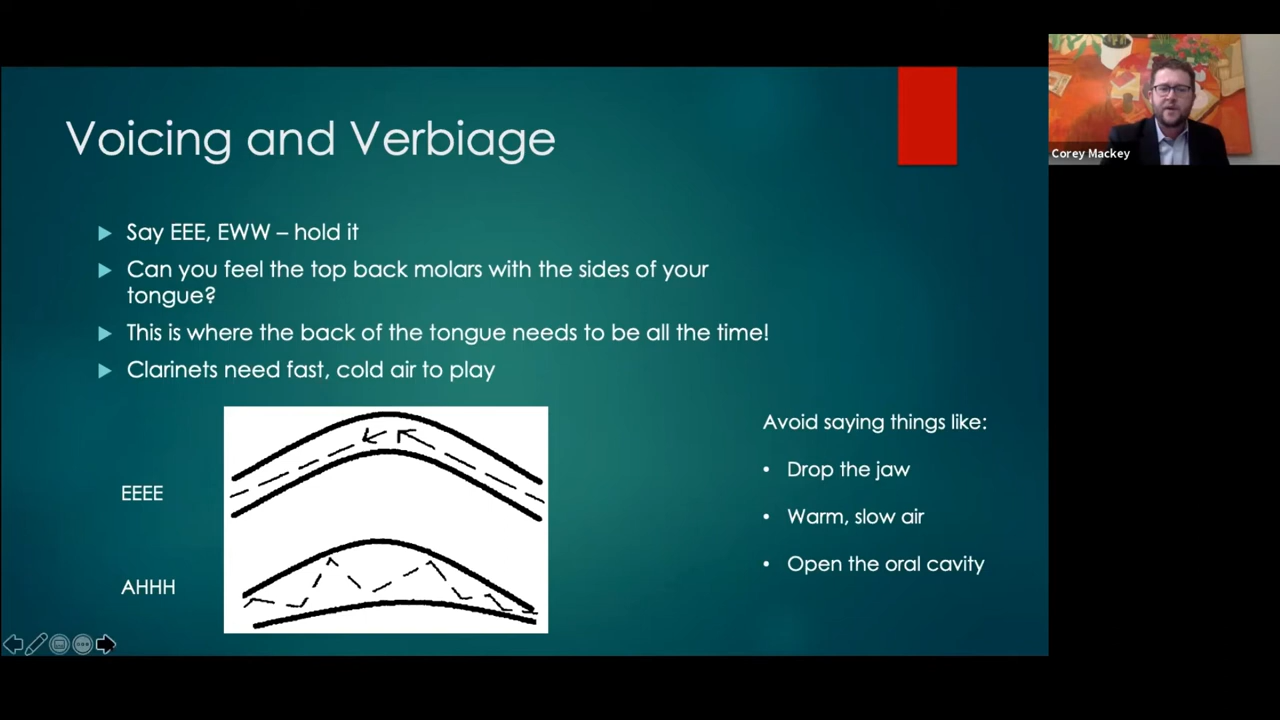 Voicing and Verbiage
Say EEE, EWW – hold it
Can you feel the top back molars with the sides of your
tongue?
This is where the back of the tongue needs to be all the time!
Clarinets need fast, cold air to play
EEEE
AHHH
Avoid saying things like:
• Drop the jaw
• Warm, slow air
• Open the oral cavity
Corey Mackey